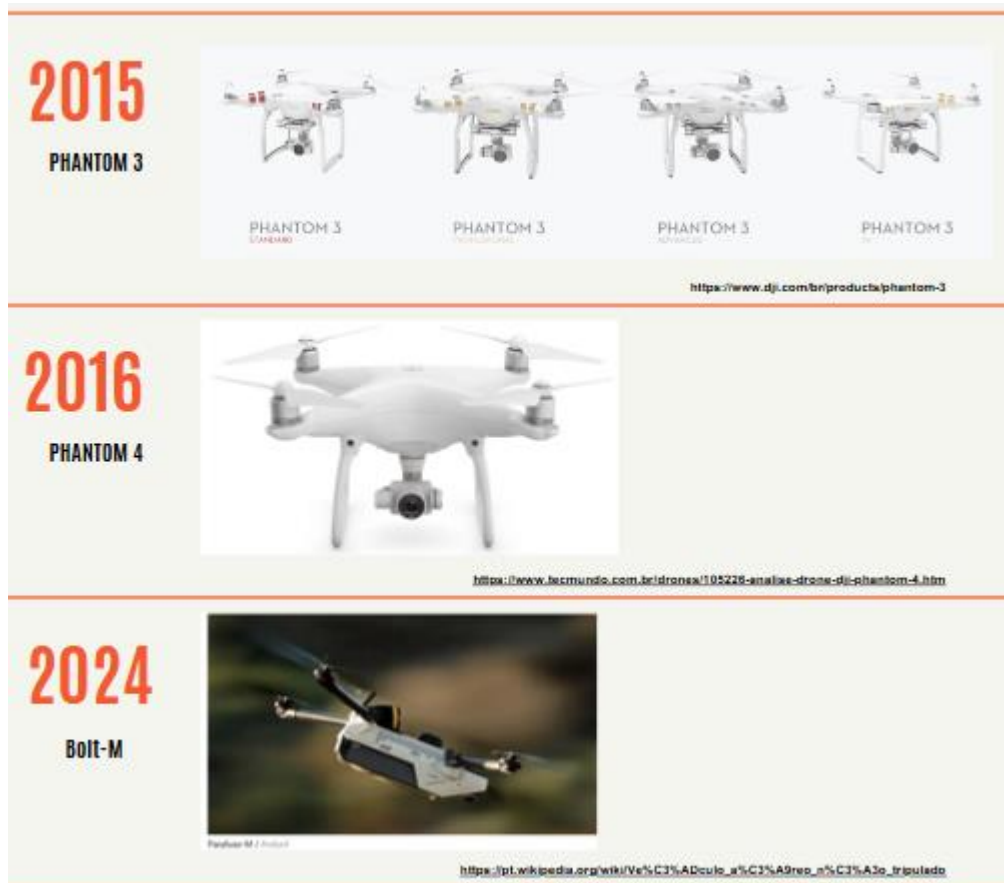 2015
PHANTOM 3
PHANTOM 3 PHANTOM 3 PHANTOM 3 PHANTOM 3
STANDARD PROFESSIONAL ADVANCED
https://www.dji.com/br/products/phantom-3
2016
PHANTOM 4
https://www.tecmundo.com.br/drones/105226-analise-drone-dji-phantom-4.htm
2024
Bolt-M
https://pt.wikipedia.org/wiki/Ve%C3%ADculo_a%C3%A9reo_n%C3%A3o_tripulado